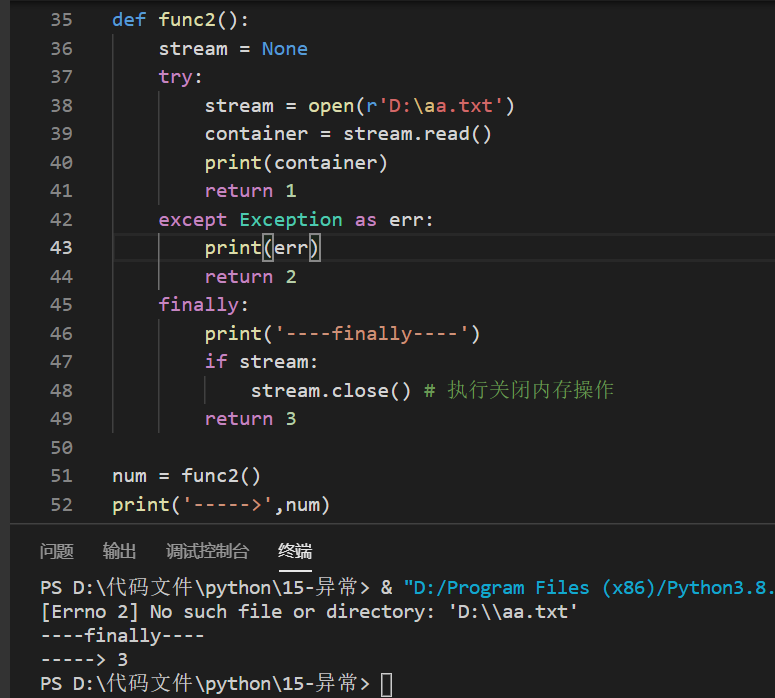 35 def func2():
36     stream = None
37     try:
38         stream = open(r'D:\aa.txt')
39         container = stream.read()
40         print(container)
41         return 1
42     except Exception as err:
43         print(err)
44         return 2
45     finally:
46         print('----finally----')
47         if stream:
48             stream.close() # 执行关闭内存操作
49         return 3
50
51 num = func2()
52 print('----->',num)
问题 输出 调试控制台 终端
PS D:\代码文件\python\15-异常> & "D:/Program Files (x86)/Python3.8.
[Errno 2] No such file or directory: 'D:\\aa.txt'
----finally----
-----> 3
PS D:\代码文件\python\15-异常>